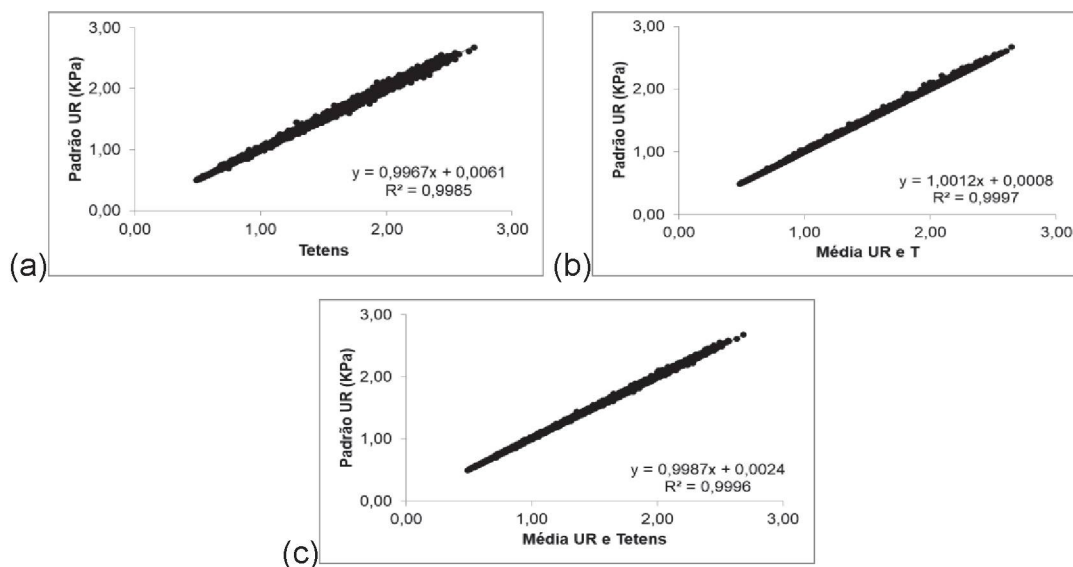 3,00
2,00
1,00
0,00
Padrão UR (KPa)
y = 0,9967x + 0,0061
R² = 0,9985
0,00 1,00 2,00 3,00
Tetens
(a)
3,00
2,00
1,00
0,00
Padrão UR (KPa)
y = 1,0012x + 0,0008
R² = 0,9997
0,00 1,00 2,00 3,00
Média UR e T
(b)
3,00
2,00
1,00
0,00
Padrão UR (KPa)
y = 0,9987x + 0,0024
R² = 0,9996
0,00 1,00 2,00 3,00
Média UR e Tetens
(c)